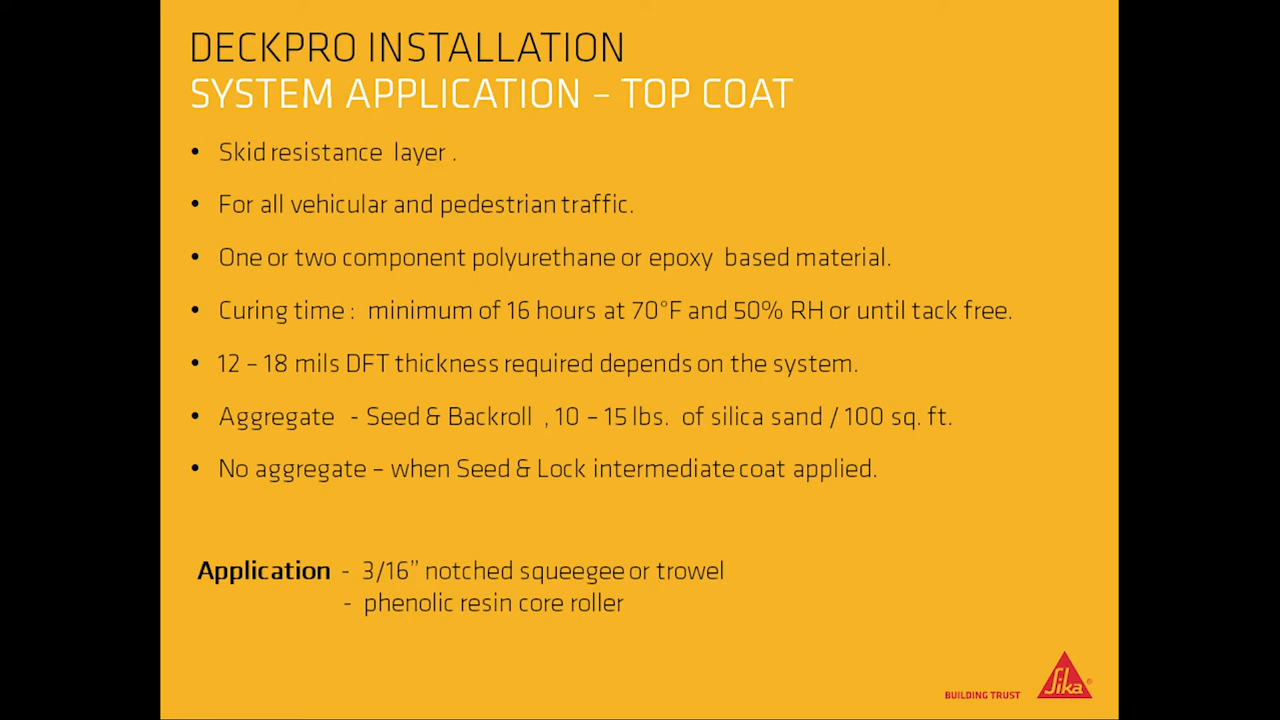 DECKPRO INSTALLATION
SYSTEM APPLICATION – TOP COAT
• Skid resistance layer .
• For all vehicular and pedestrian traffic.
• One or two component polyurethane or epoxy based material.
• Curing time : minimum of 16 hours at 70°F and 50% RH or until tack free.
• 12 – 18 mils DFT thickness required depends on the system.
• Aggregate - Seed & Backroll , 10 – 15 lbs. of silica sand / 100 sq. ft.
• No aggregate – when Seed & Lock intermediate coat applied.
Application - 3/16” notched squeegee or trowel
- phenolic resin core roller
BUILDING TRUST
Sika®